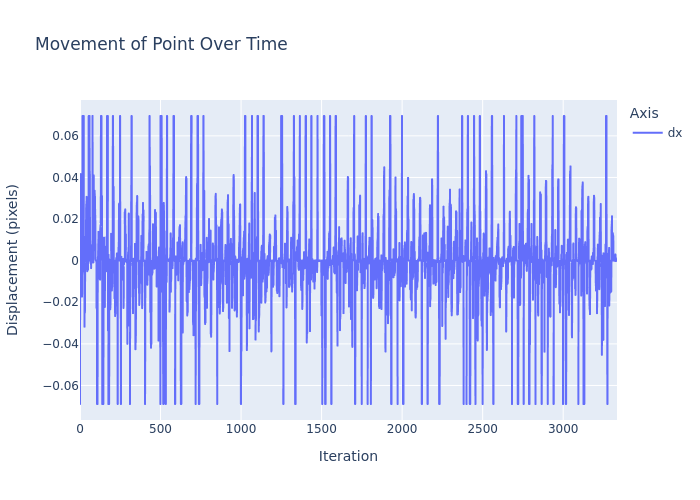 Movement of Point Over Time
Axis
dx
0.06
0.04
0.02
0
−0.02
−0.04
−0.06
Displacement (pixels)
0 500 1000 1500 2000 2500 3000
Iteration